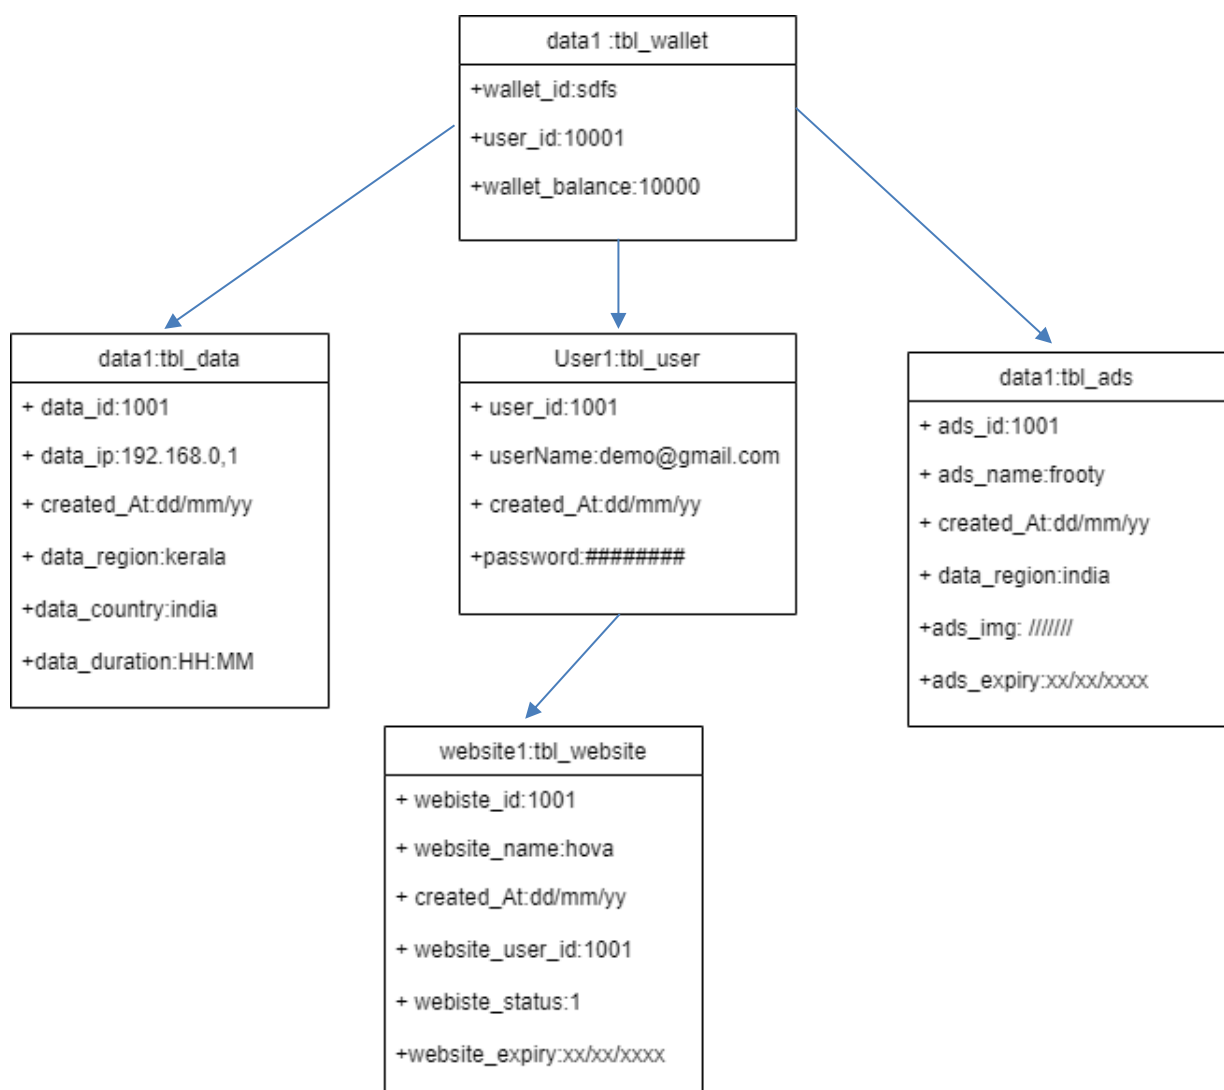 data1 :tbl_wallet
+wallet_id:sdfs
+user_id:10001
+wallet_balance:10000
data1:tbl_data
+ data_id:1001
+ data_ip:192.168.0,1
+ created_At:dd/mm/yy
+ data_region:kerala
+data_country:india
+data_duration:HH:MM
User1:tbl_user
+ user_id:1001
+ userName:demo@gmail.com
+ created_At:dd/mm/yy
+password:########
data1:tbl_ads
+ ads_id:1001
+ ads_name:frooty
+ created_At:dd/mm/yy
+ data_region:india
+ads_img: ///////
+ads_expiry:xx/xx/xxxx
website1:tbl_website
+ webiste_id:1001
+ website_name:hova
+ created_At:dd/mm/yy
+ website_user_id:1001
+ webiste_status:1
+website_expiry:xx/xx/xxxx